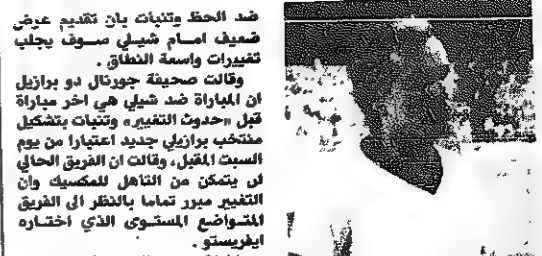 ضد الحظ وتنبات بان تقديم عرض
ضعيف امام شيلي سوف يجلب
تغييرات واسعة النطاق .
وقالت صحيفة جورنال دو برازيل
ان المباراة ضد شيلي هي اخر مباراة
قبل «حدوث التغيير» وتنبات بتشكيل
منتخب برازيلي جديد اعتبارا من يوم
السبت المقبل، وقالت ان الفريق الحالي
لن يتمكن من التاهل للمكسيك وان
التغيير مبرر تماما بالنظر الى الفريق
المتواضع المستوى الذي اختاره
ايفريستو .